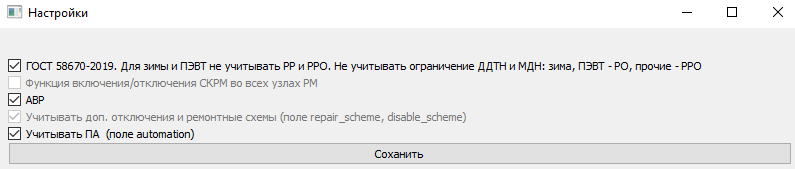 Настройки
ГОСТ 58670-2019. Для зимы и ПЭВТ не учитывать РР и РРО. Не учитывать ограничение ДДТН и МДН: зима, ПЭВТ - РО, прочие - РРО
Функция включения/отключения СКРМ во всех узлах РМ
АВР
Учитывать доп. отключения и ремонтные схемы (поле repair_scheme, disable_scheme)
Учитывать ПА (поле automation)
Соханить